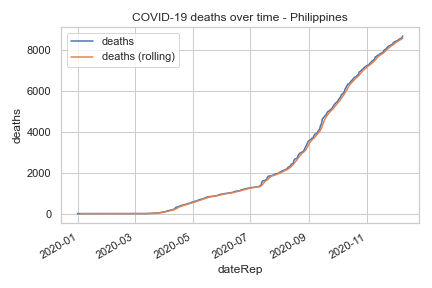 COVID-19 deaths over time - Philippines
deaths
deaths (rolling)
8000
6000
4000
2000
0
deaths
2020-01
2020-03
2020-05
2020-07
2020-09
2020-11
dateRep